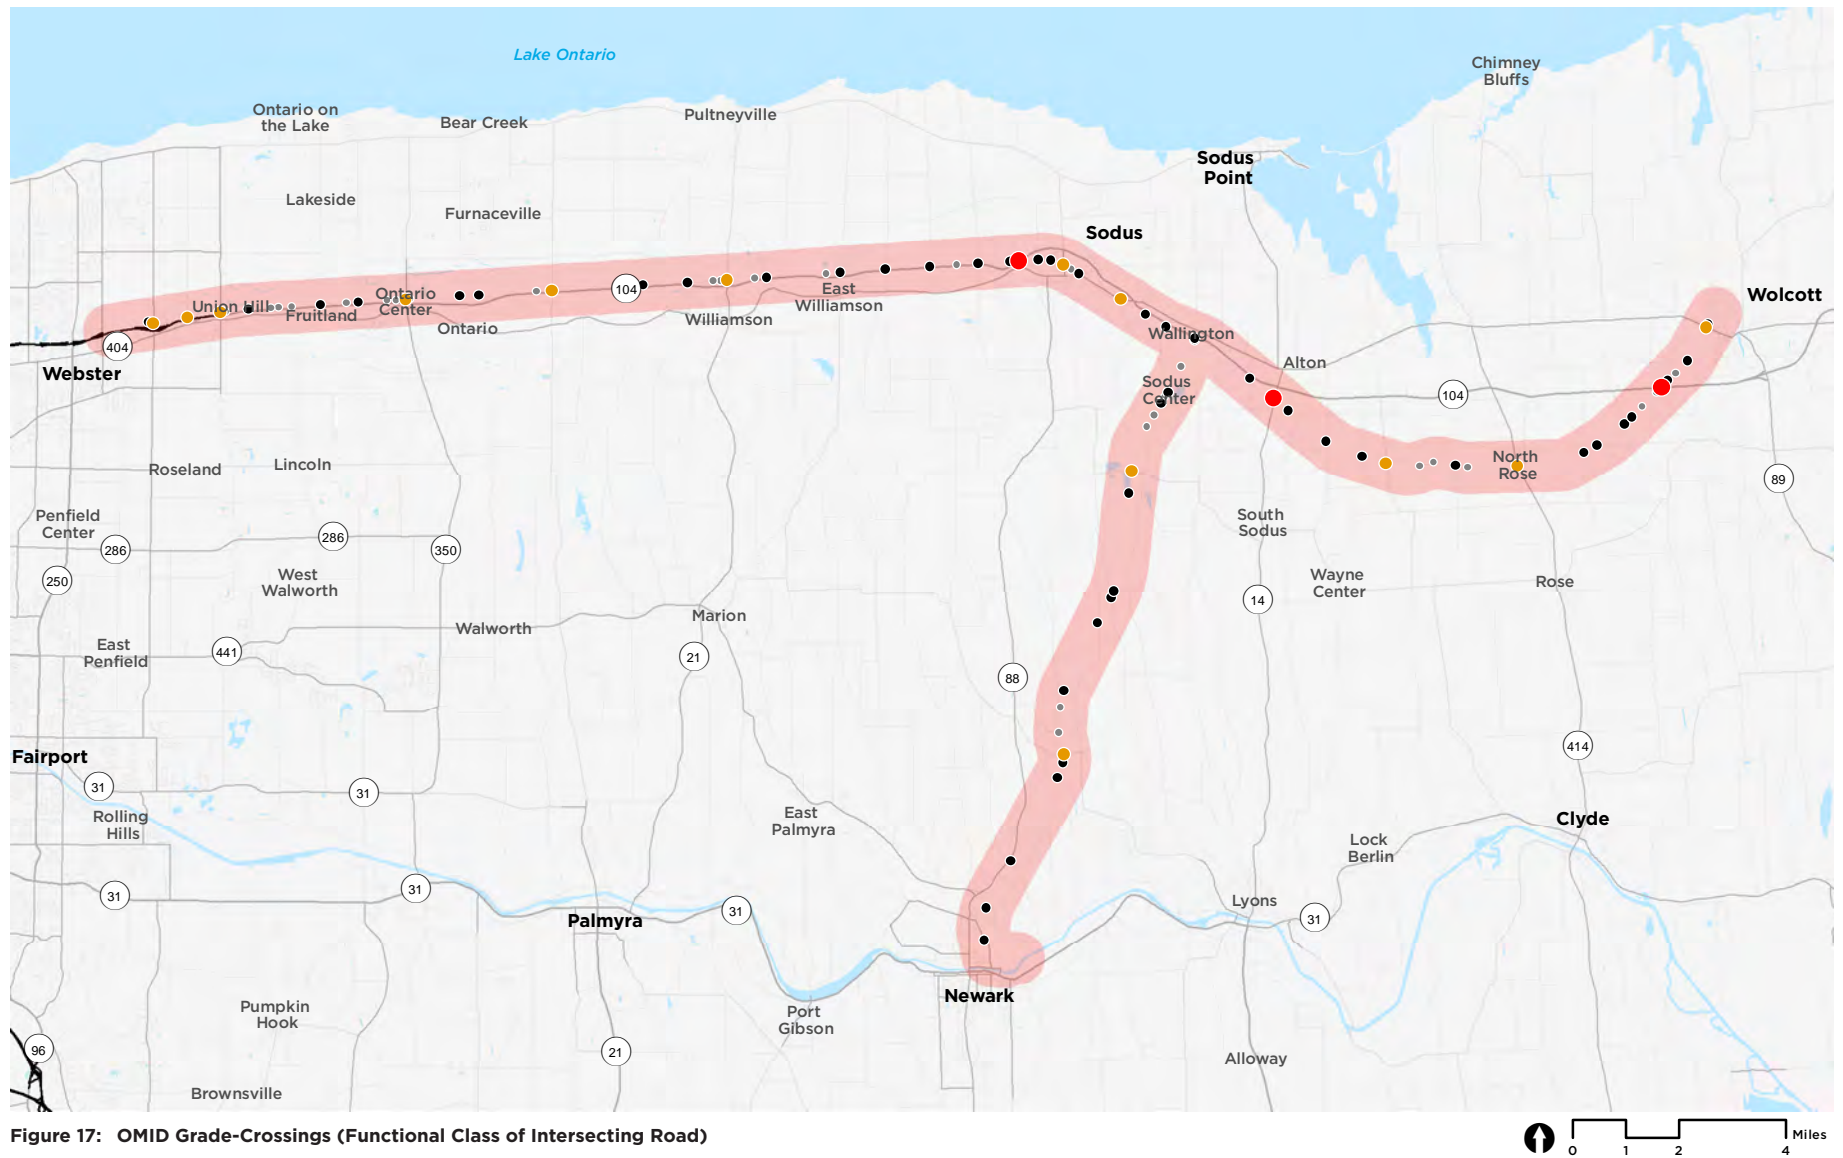 Lake Ontario
Chimney
Bluffs
Ontario on
the Lake
Bear Creek
Pultneyville
Sodus
Point
Lakeside
Furnaceville
Sodus
Wolcott
Union Hill
Ontario
Center
Fruitland
104
East
Williamson
Ontario
Williamson
Wallington
404
Webster
Alton
Sodus
Center
104
Roseland
Lincoln
North
Rose
89
Penfield
Center
286
286
350
South
Sodus
250
West
Walworth
Wayne
Center
Rose
14
Walworth
Marion
East
Penfield
441
21
88
414
Fairport
31
31
Rolling
Hills
East
Palmyra
Clyde
Lock
Berlin
31
31
31
Palmyra
Lyons
31
Newark
Pumpkin
Hook
Port
Gibson
96
21
Alloway
Brownsville
Figure 17: OMID Grade-Crossings (Functional Class of Intersecting Road)
Miles
0 1 2 4